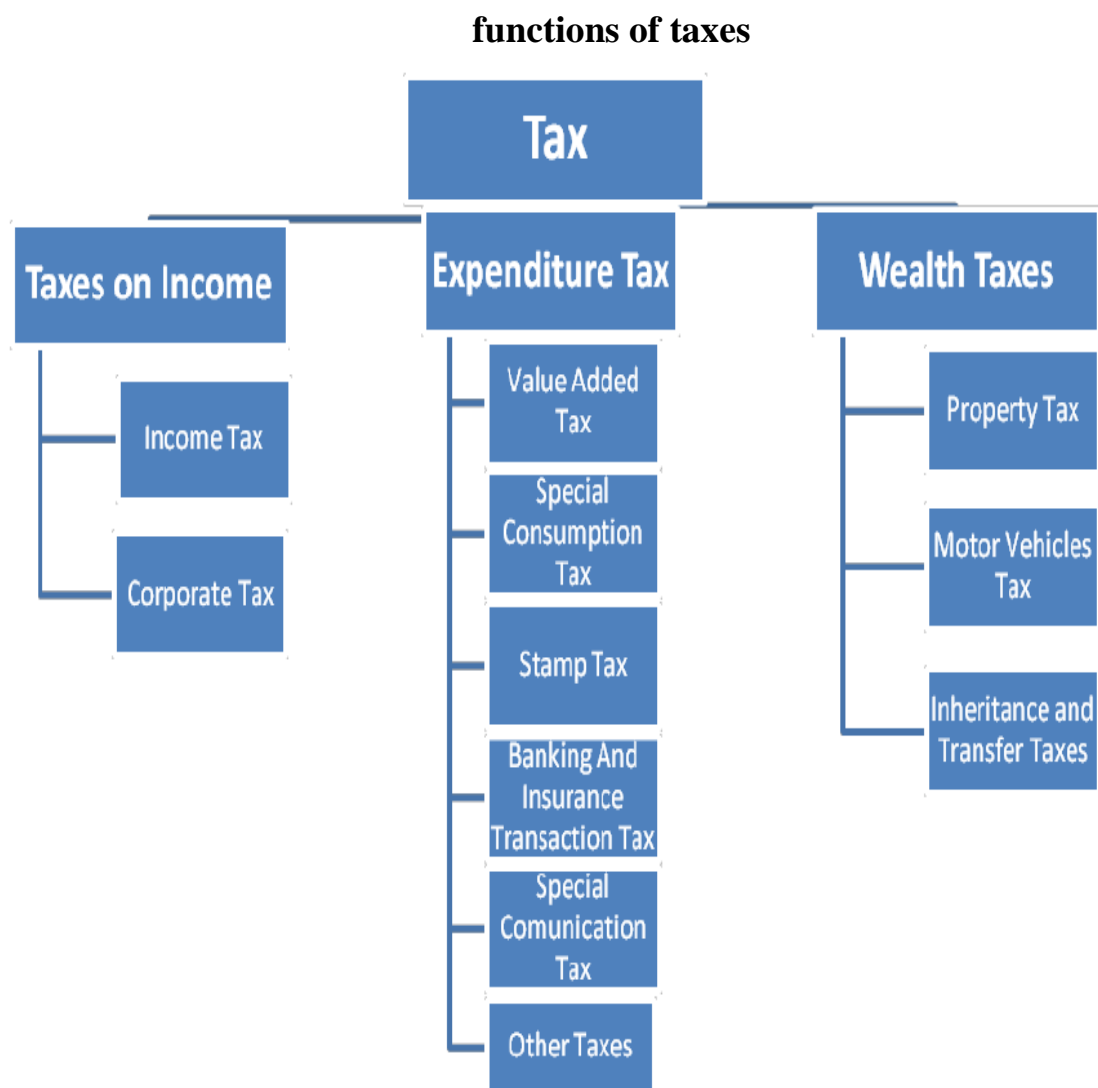 functions of taxes
Tax
Taxes on Income
Income Tax
Corporate Tax
Expenditure Tax
Value Added
Tax
Special
Consumption
Tax
Stamp Tax
Banking And
Insurance
Transaction Tax
Special
Comunication
Tax
Other Taxes
Wealth Taxes
Property Tax
Motor Vehicles
Tax
Inheritance and
Transfer Taxes